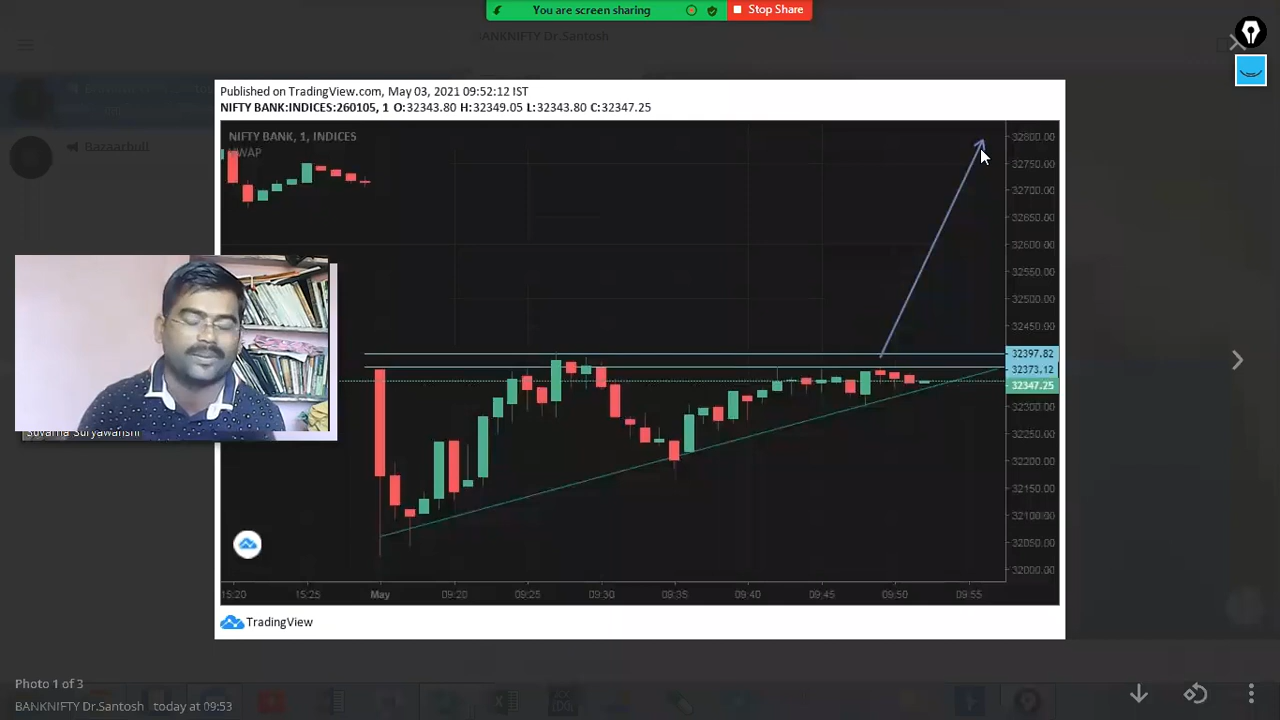 You are screen sharing
Stop Share
BANKNIFTY Dr.Santosh
Published on TradingView.com, May 03, 2021 09:52:12 IST
NIFTY BANK:INDICES:260105, 1 O:32343.80 H:32349.05 L:32343.80 C:32347.25
NIFTY BANK, 1, INDICES
VWAP
Bazaarbull
32800.00
32750.00
32700.00
32650.00
32600.00
32550.00
32500.00
32450.00
32397.82
32373.12
32347.25
32300.00
32250.00
32200.00
32150.00
32100.00
32050.00
32000.00
Suvarna Suryawanshi
15:20
15:25
May
09:20
09:25
09:30
09:35
09:40
09:45
09:50
09:55
TradingView
Photo 1 of 3
BANKNIFTY Dr.Santosh today at 09:53